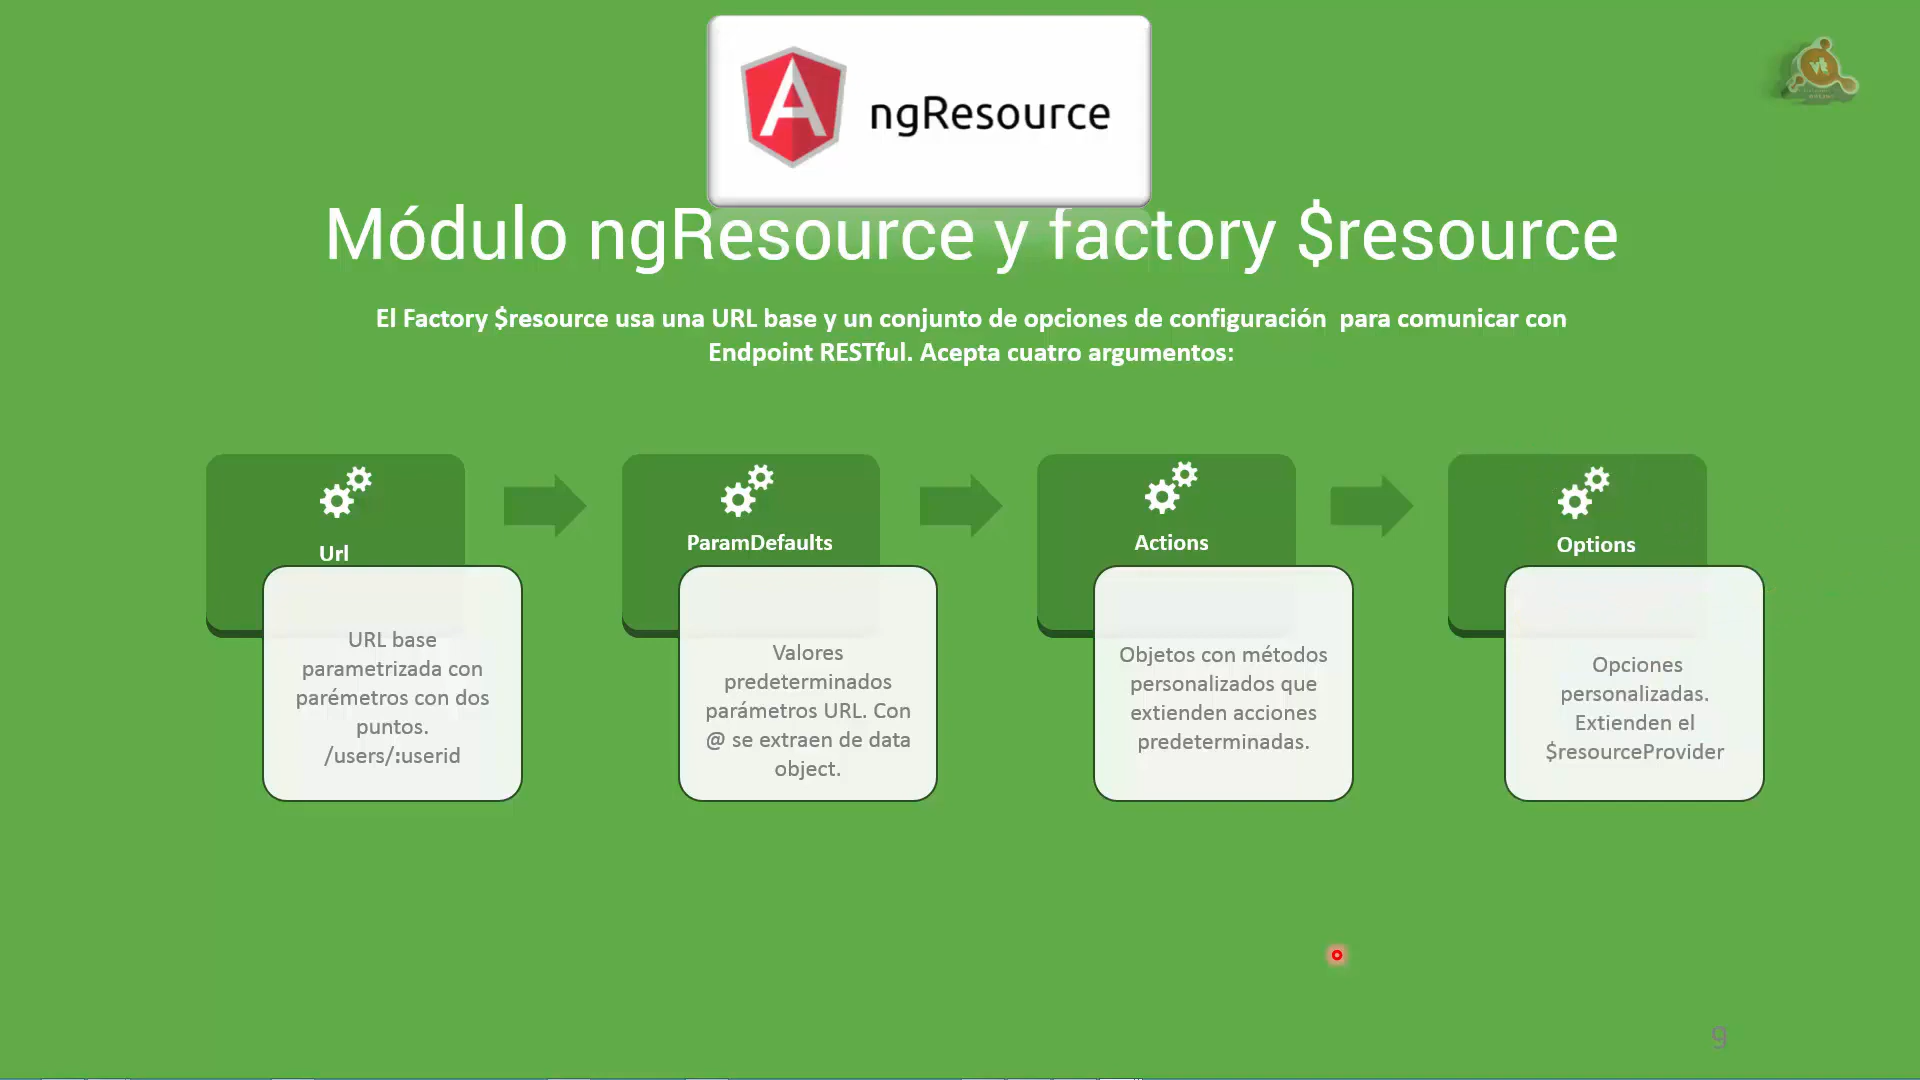 ngResource
Módulo ngResource y factory $resource
El Factory $resource usa una URL base y un conjunto de opciones de configuración para comunicar con
Endpoint RESTful. Acepta cuatro argumentos:
Url
URL base
parametrizada con
parémetros con dos
puntos.
/users/:userid
ParamDefaults
Valores
predeterminados
parámetros URL. Con
@ se extraen de data
object.
Actions
Objetos con métodos
personalizados que
extienden acciones
predeterminadas.
Options
Opciones
personalizadas.
Extienden el
$resourceProvider
9